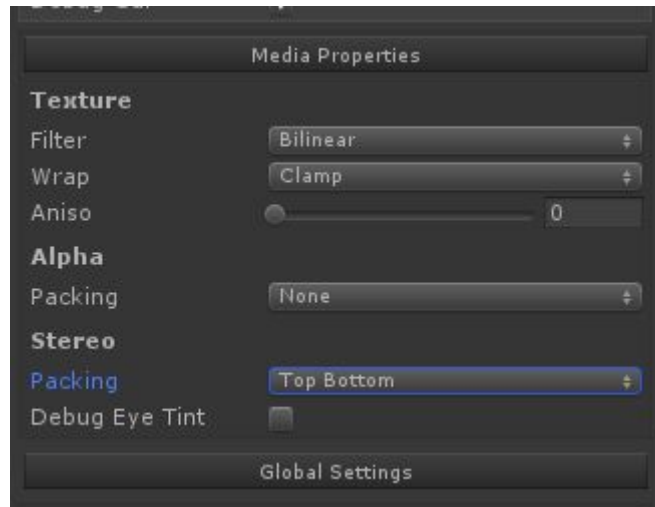 Media Properties
Texture
Filter Bilinear
Wrap Clamp
Aniso 0
Alpha
Packing None
Stereo
Packing Top Bottom
Debug Eye Tint
Global Settings